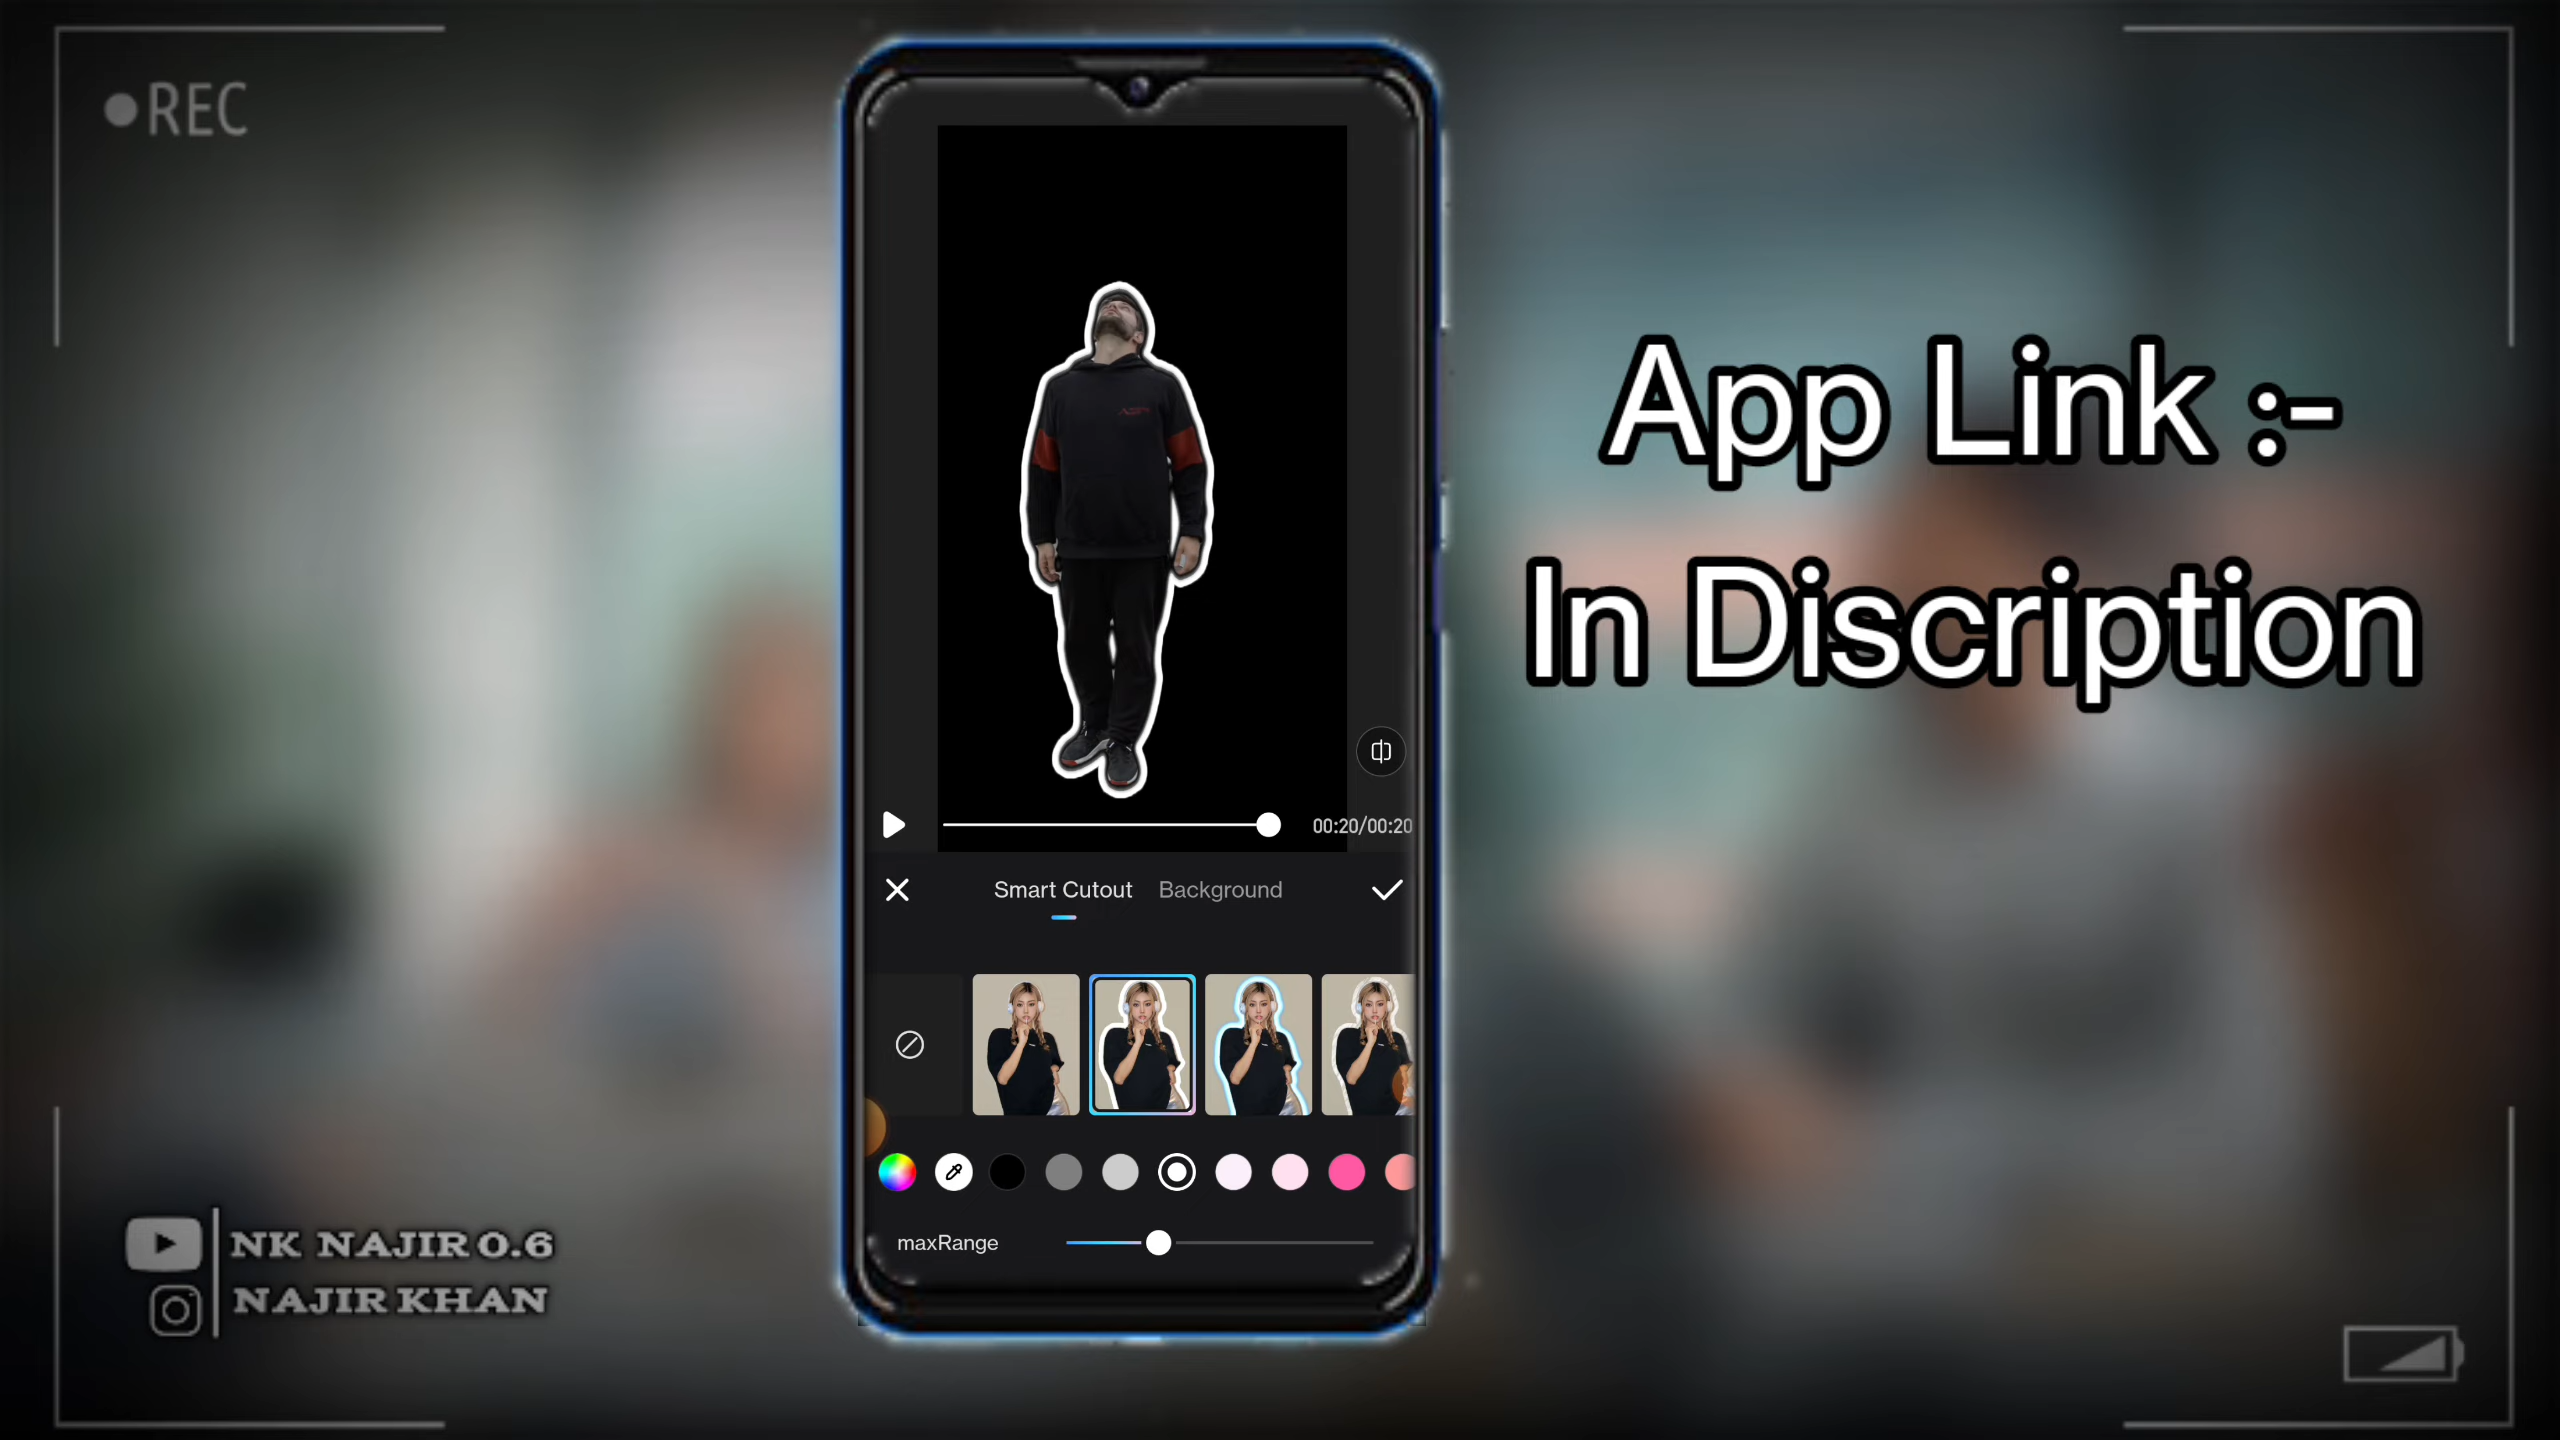 REC
App Link :-
In Discription
00:20/00:20
Smart Cutout Background
maxRange
NK NAJIR 0.6
NAJIR KHAN